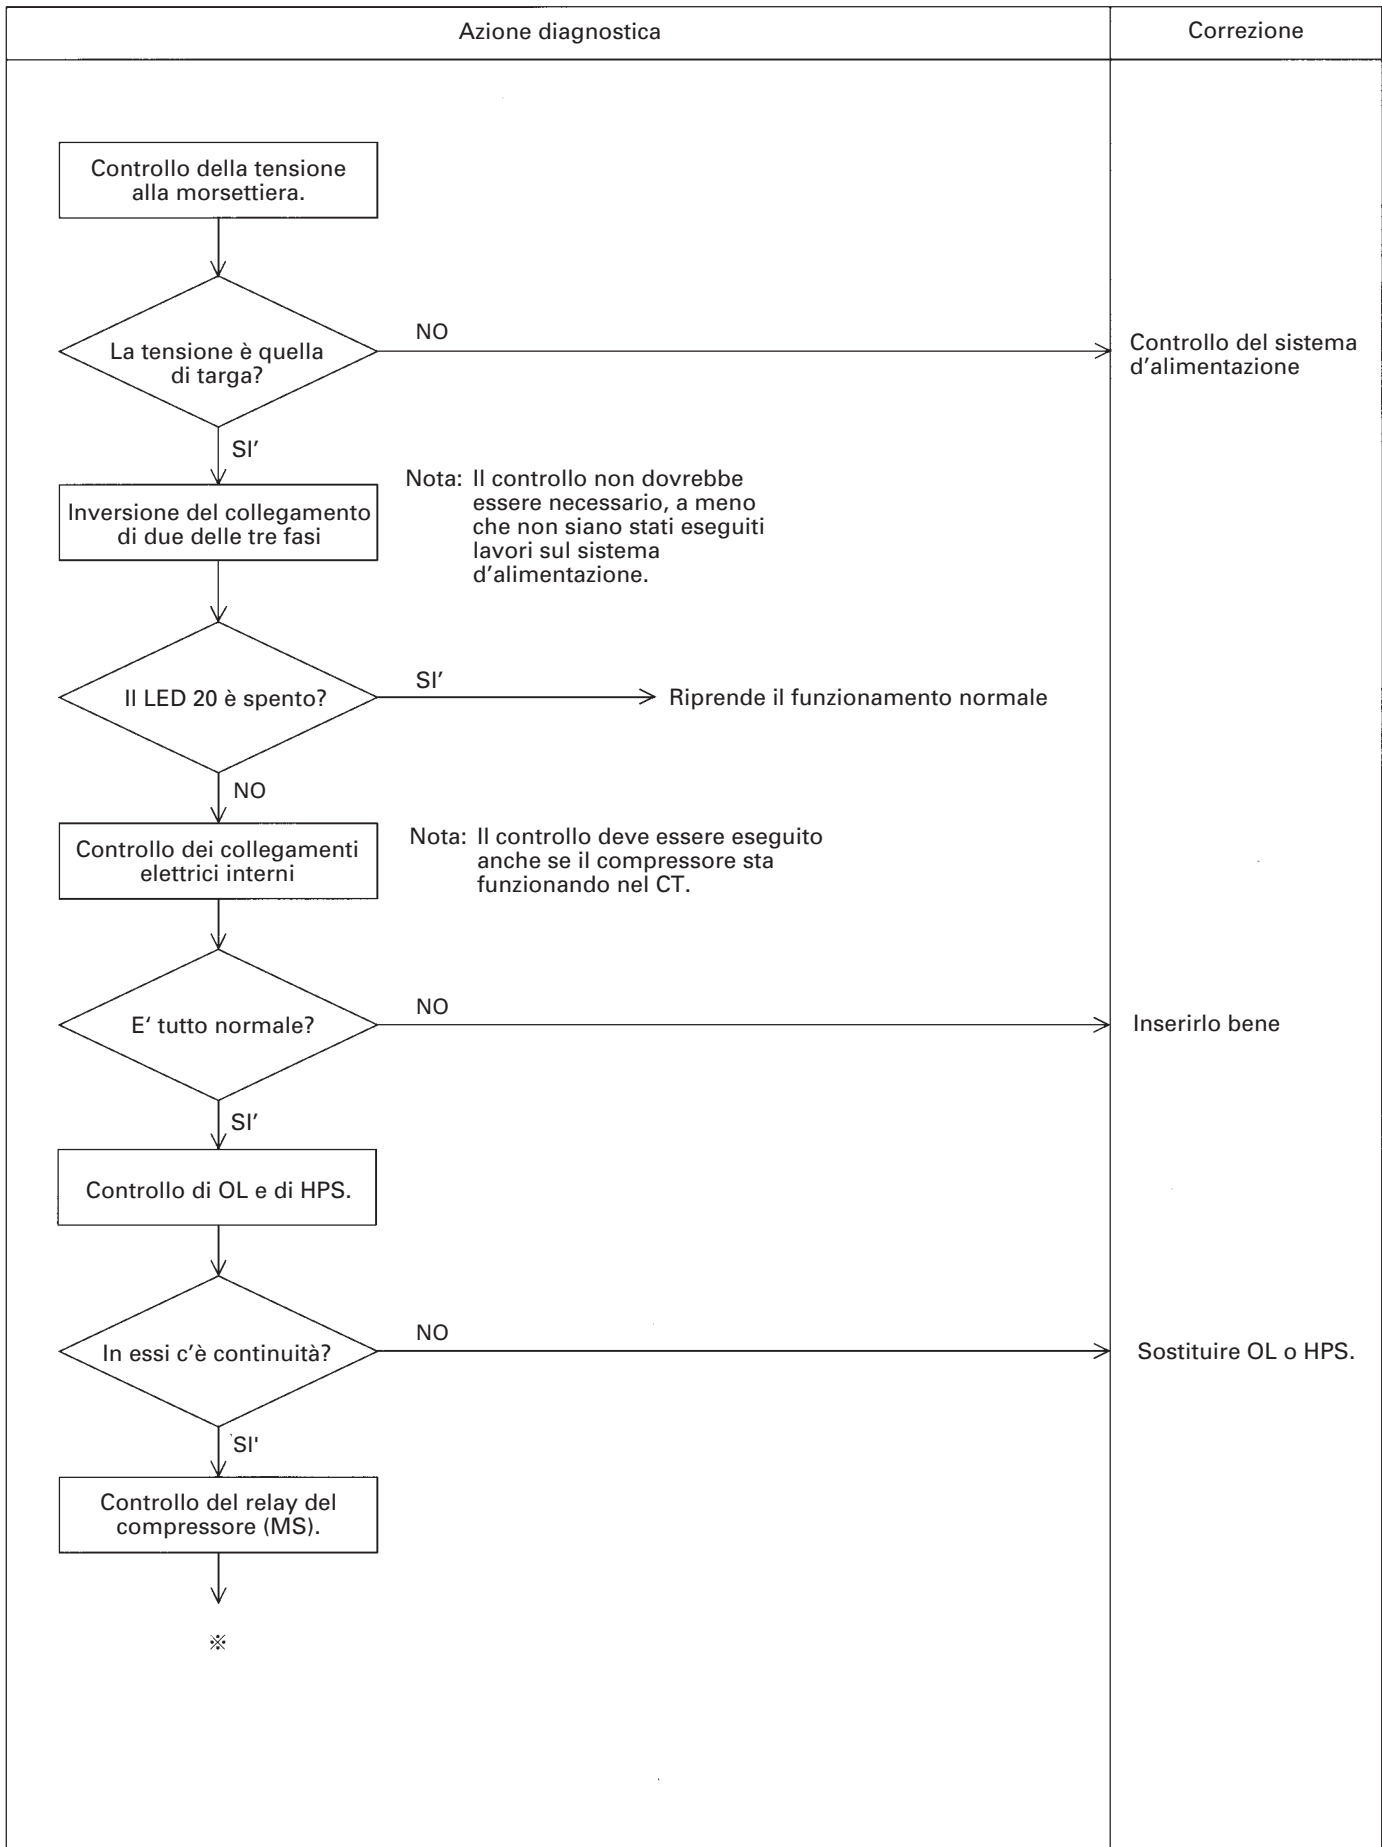 Azione diagnostica
Correzione
Controllo della tensione
alla morsettiera.
NO
La tensione è quella
di targa?
Controllo del sistema
d’alimentazione
SI’
Nota: Il controllo non dovrebbe
essere necessario, a meno
che non siano stati eseguiti
lavori sul sistema
d’alimentazione.
Inversione del collegamento
di due delle tre fasi
SI’
Il LED 20 è spento?
Riprende il funzionamento normale
NO
Controllo dei collegamenti
elettrici interni
Nota: Il controllo deve essere eseguito
anche se il compressore sta
funzionando nel CT.
NO
E‘ tutto normale?
Inserirlo bene
SI’
Controllo di OL e di HPS.
NO
In essi c’è continuità?
Sostituire OL o HPS.
SI'
Controllo del relay del
compressore (MS).
※